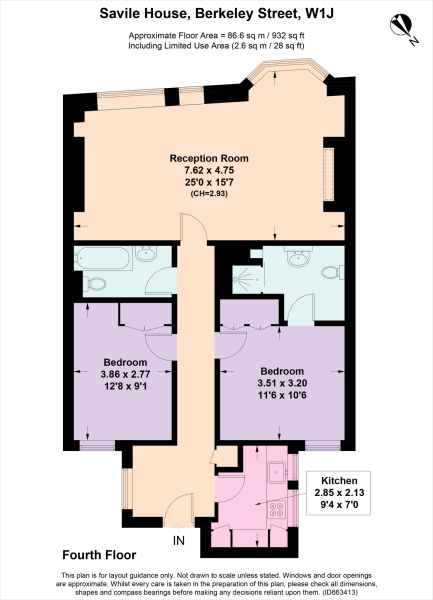 Savile House, Berkeley Street, W1J
Approximate Floor Area = 86.6 sq m / 932 sq ft
Including Limited Use Area (2.6 sq m / 28 sq ft)
N
Reception Room
7.62 x 4.75
25'0 x 15'7
(CH=2.93)
Bedroom
3.86 x 2.77
12'8 x 9'1
Bedroom
3.51 x 3.20
11'6 x 10'6
Kitchen
2.85 x 2.13
9'4 x 7'0
IN
Fourth Floor
This plan is for layout guidance only. Not drawn to scale unless stated. Windows and door openings
are approximate. Whilst every care is taken in the preparation of this plan, please check all dimensions,
shapes and compass bearings before making any decisions reliant upon them. (ID663413)